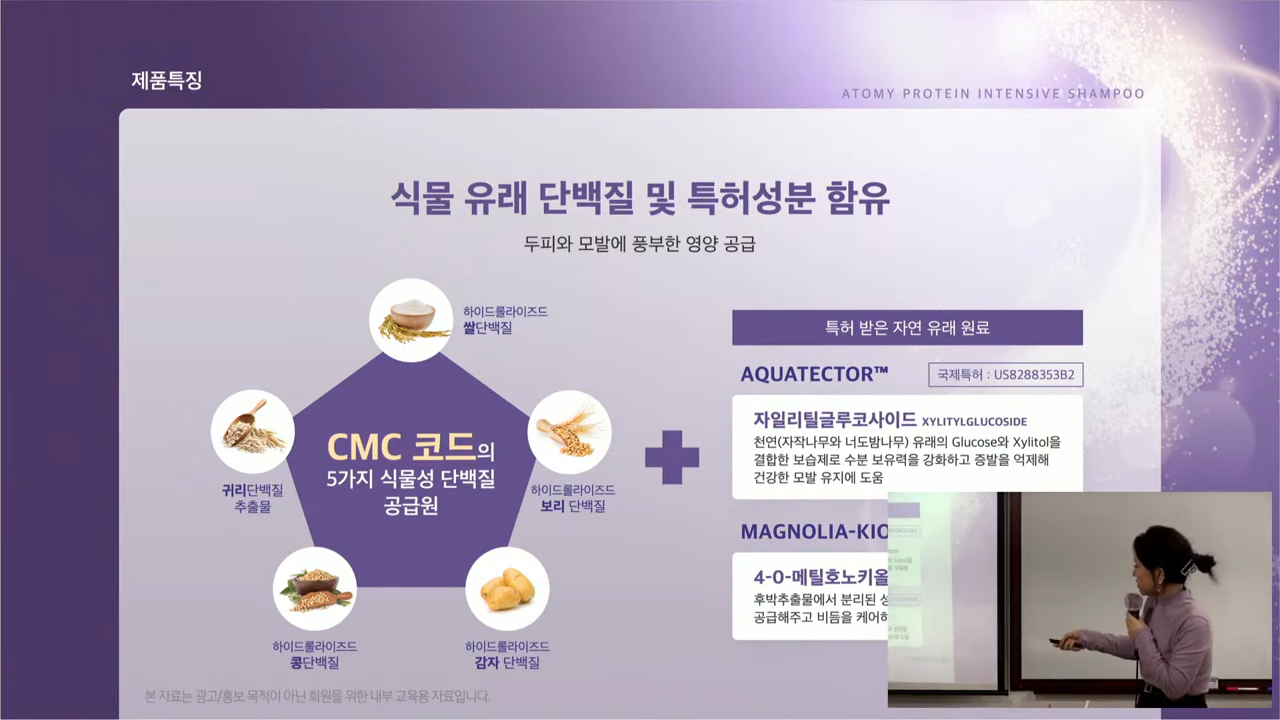 제품특징
ATOMY PROTEIN INTENSIVE SHAMPOO
식물 유래 단백질 및 특허성분 함유
두피와 모발에 풍부한 영양 공급
하이드롤라이즈드
쌀단백질
귀리단백질
추출물
CMC 코드의
5가지 식물성 단백질
공급원
하이드롤라이즈드
보리 단백질
하이드롤라이즈드
콩단백질
하이드롤라이즈드
감자 단백질
특허 받은 자연 유래 원료
AQUATECTOR™
국제특허 : US8288353B2
자일리틸글루코사이드 XYLITYLGLUCOSIDE
천연(자작나무와 너도밤나무) 유래의 Glucose와 Xylitol을
결합한 보습제로 수분 보유력을 강화하고 증발을 억제해
건강한 모발 유지에 도움
MAGNOLIA-KIO
4-O-메틸호노키올
후박추출물에서 분리된
공급해주고 비듬을 케어
본 자료는 광고/홍보 목적이 아닌 회원을 위한 내부 교육용 자료입니다.